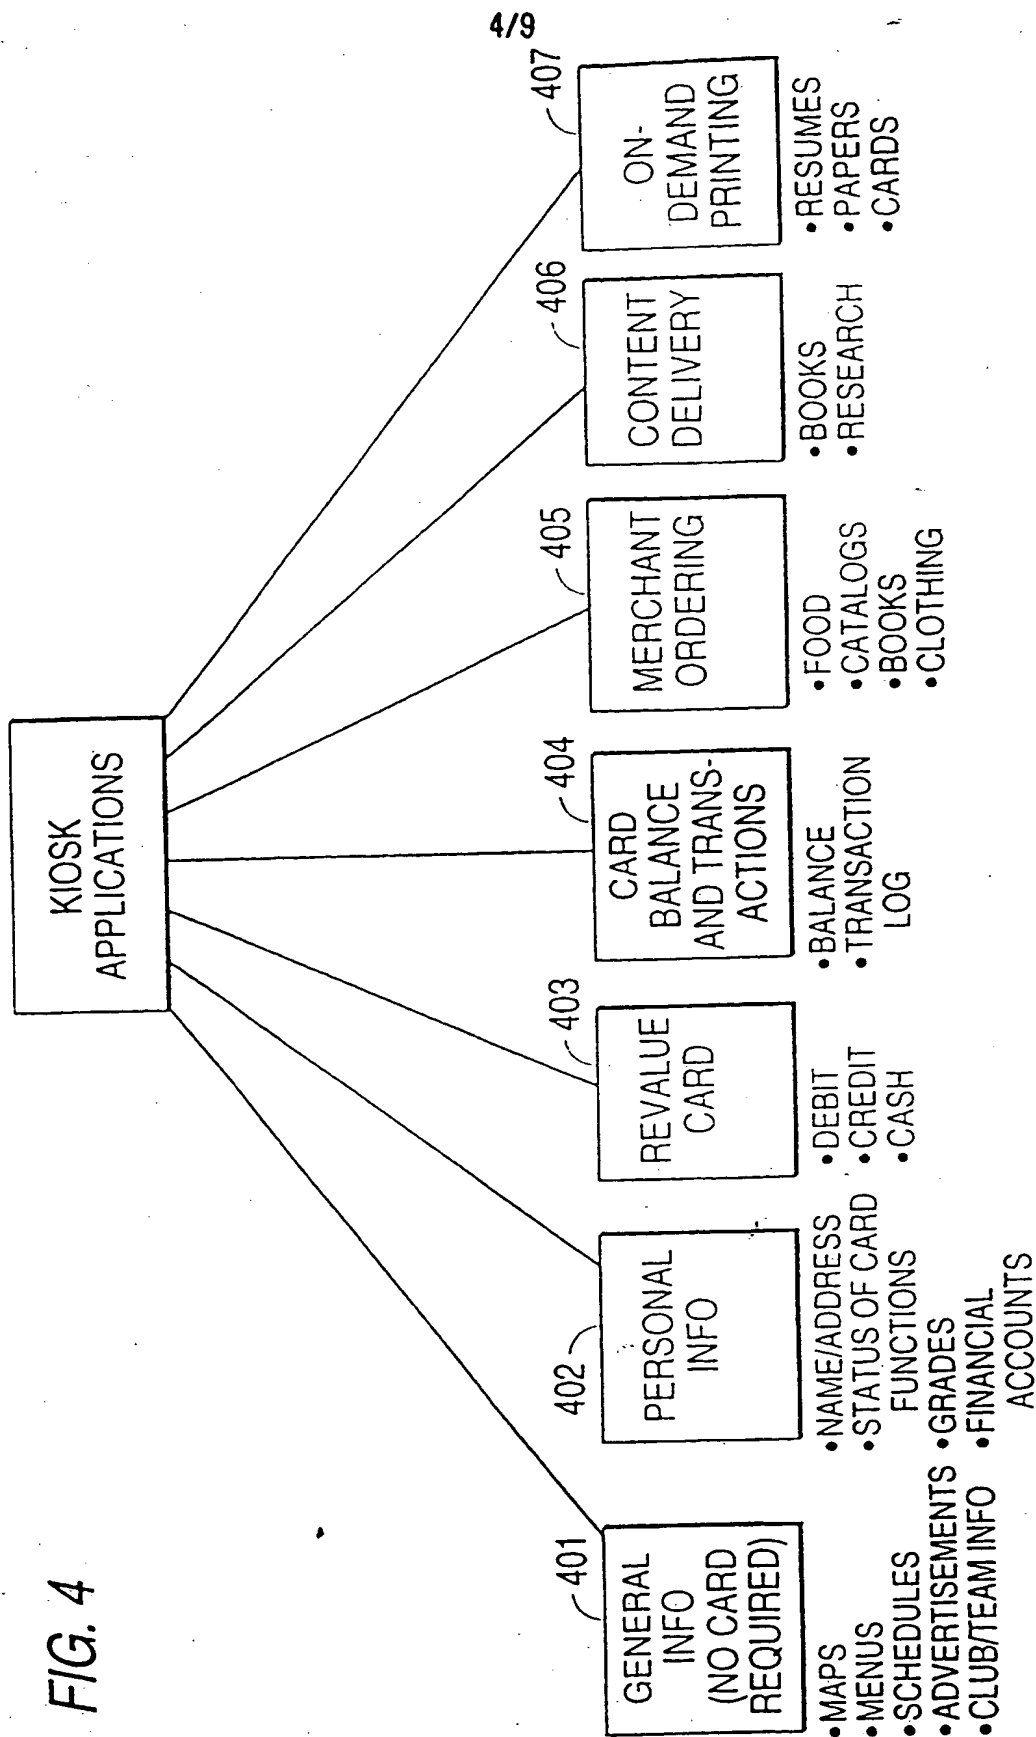 4/9
FIG. 4
KIOSK
APPLICATIONS
401
GENERAL
INFO
(NO CARD
REQUIRED)
•MAPS
•MENUS
•SCHEDULES
•ADVERTISEMENTS
•CLUB/TEAM INFO
402
PERSONAL
INFO
•NAME/ADDRESS
•STATUS OF CARD
FUNCTIONS
•GRADES
•FINANCIAL
ACCOUNTS
403
REVALUE
CARD
•DEBIT
•CREDIT
•CASH
404
CARD
BALANCE
AND TRANS-
ACTIONS
•BALANCE
•TRANSACTION
LOG
405
MERCHANT
ORDERING
•FOOD
•CATALOGS
•BOOKS
•CLOTHING
406
CONTENT
DELIVERY
•BOOKS
•RESEARCH
407
ON-
DEMAND
PRINTING
•RESUMES
•PAPERS
•CARDS